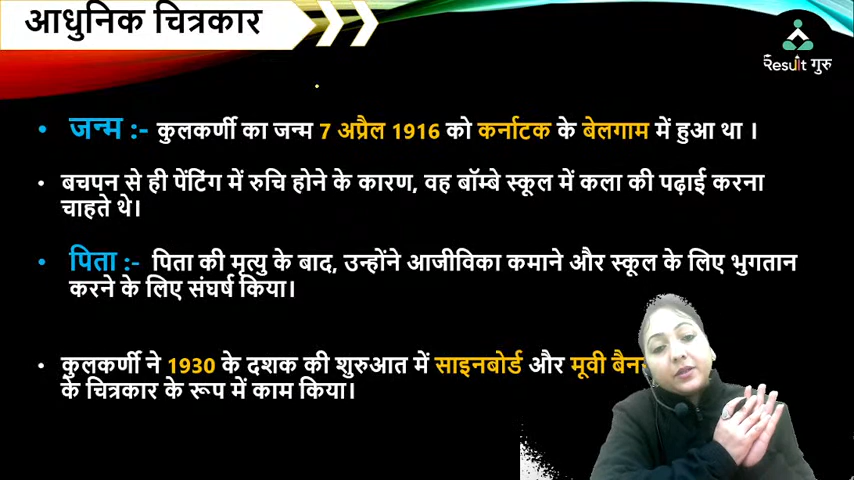 आधुनिक चित्रकार
Result गुरु
• जन्म :- कुलकर्णी का जन्म 7 अप्रैल 1916 को कर्नाटक के बेलगाम में हुआ था ।
• बचपन से ही पेंटिंग में रुचि होने के कारण, वह बॉम्बे स्कूल में कला की पढ़ाई करना
चाहते थे।
• पिता :- पिता की मृत्यु के बाद, उन्होंने आजीविका कमाने और स्कूल के लिए भुगतान
करने के लिए संघर्ष किया।
• कुलकर्णी ने 1930 के दशक की शुरुआत में साइनबोर्ड और मूवी
के चित्रकार के रूप में काम किया।